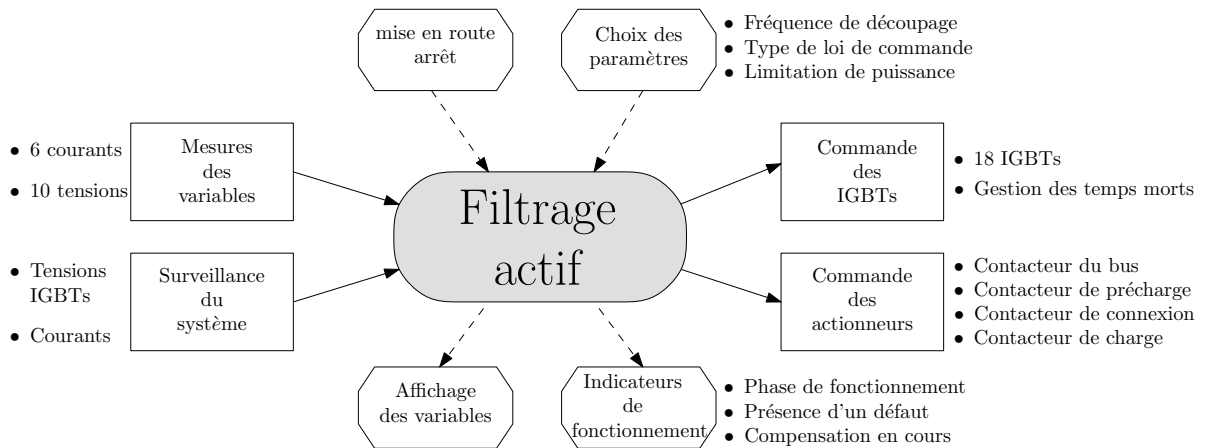 mise en route
arrêt
Choix des
paramètres
• Fréquence de découpage
• Type de loi de commande
• Limitation de puissance
• 6 courants
• 10 tensions
Mesures
des
variables
Commande
des
IGBTs
• 18 IGBTs
• Gestion des temps morts
Filtrage
actif
• Tensions
IGBTs
• Courants
Surveillance
du
système
Commande
des
actionneurs
• Contacteur du bus
• Contacteur de précharge
• Contacteur de connexion
• Contacteur de charge
Affichage
des variables
Indicateurs
de
fonctionnement
• Phase de fonctionnement
• Présence d'un défaut
• Compensation en cours